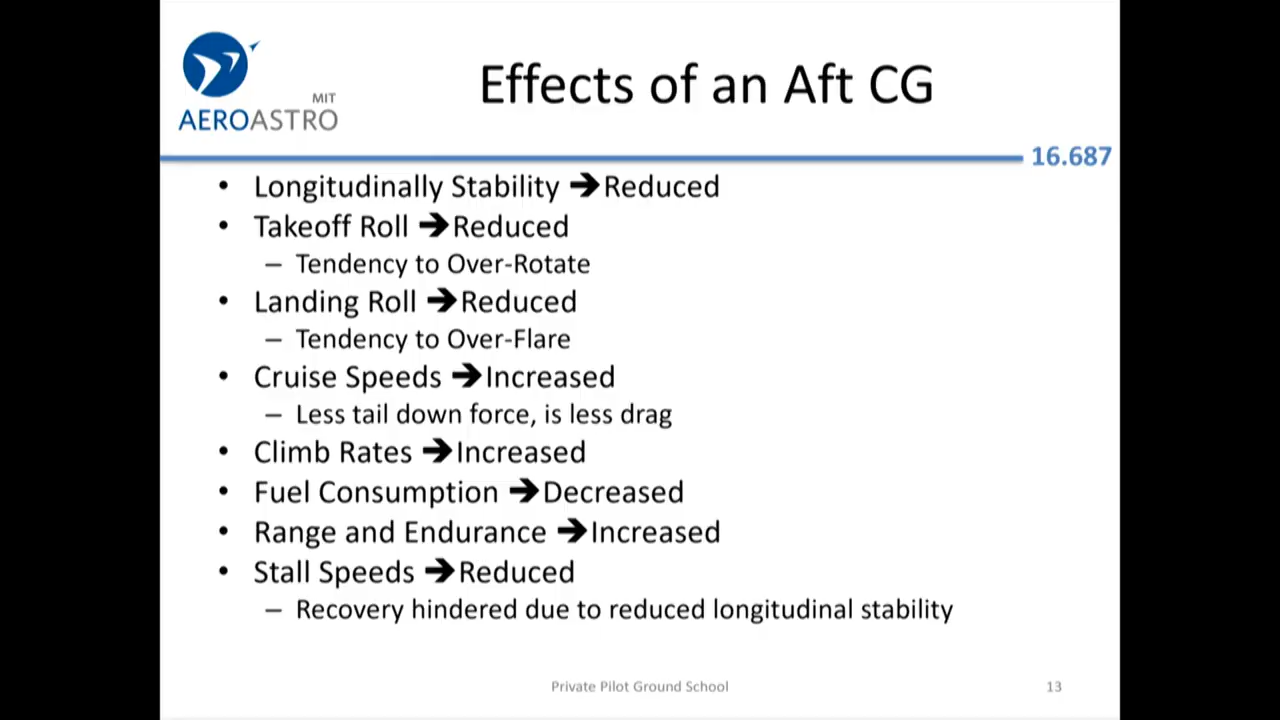 MIT
AEROASTRO
Effects of an Aft CG
16.687
• Longitudinally Stability ➔Reduced
• Takeoff Roll ➔Reduced
– Tendency to Over-Rotate
• Landing Roll ➔Reduced
– Tendency to Over-Flare
• Cruise Speeds ➔Increased
– Less tail down force, is less drag
• Climb Rates ➔Increased
• Fuel Consumption ➔Decreased
• Range and Endurance ➔Increased
• Stall Speeds ➔Reduced
– Recovery hindered due to reduced longitudinal stability
Private Pilot Ground School
13